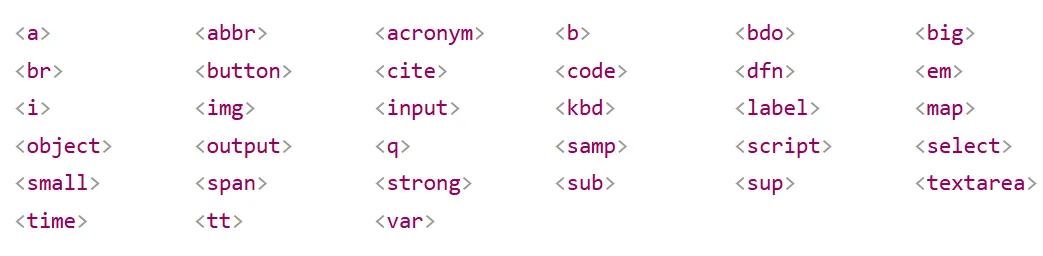 <a> <abbr> <acronym> <b> <bdo> <big>
<br> <button> <cite> <code> <dfn> <em>
<i> <img> <input> <kbd> <label> <map>
<object> <output> <q> <samp> <script> <select>
<small> <span> <strong> <sub> <sup> <textarea>
<time> <tt> <var>